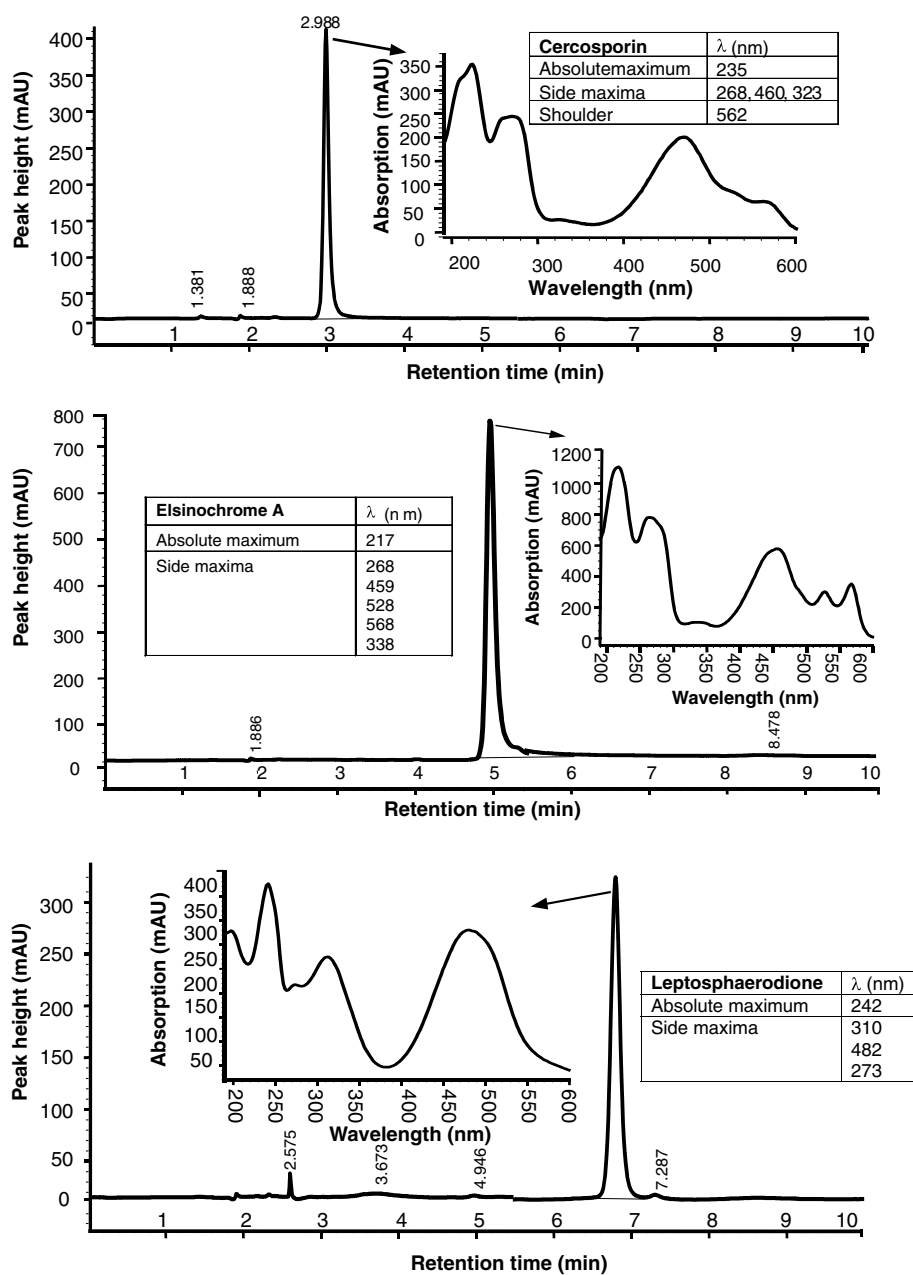 2.988
400
350
300
250
200
150
100
50
0
Peak height (mAU)
1.381
1.888
1 2 3 4 5 6 7 8 9 10
Retention time (min)
350
300
250
200
150
100
50
0
Absorption (mAU)
200 300 400 500 600
Wavelength (nm)
Cercosporin λ (nm)
Absolutemaximum 235
Side maxima 268, 460, 323
Shoulder 562
800
700
600
500
400
300
200
100
0
Peak height (mAU)
Elsinochrome A λ (n m)
Absolute maximum 217
Side maxima 268
459
528
568
338
1.886
8.478
1 2 3 4 5 6 7 8 9 10
Retention time (min)
1200
1000
800
600
400
200
0
Absorption (mAU)
200 250 300 350 400 450 500 550 600
Wavelength (nm)
300
200
150
100
50
0
Peak height (mAU)
400
350
300
250
200
150
100
50
Absorption (mAU)
200 250 300 350 400 450 500 550 600
Wavelength (nm)
Leptosphaerodione λ (nm)
Absolute maximum 242
Side maxima 310
482
273
2.575
3.673
4.946
7.287
1 2 3 4 5 6 7 8 9 10
Retention time (min)